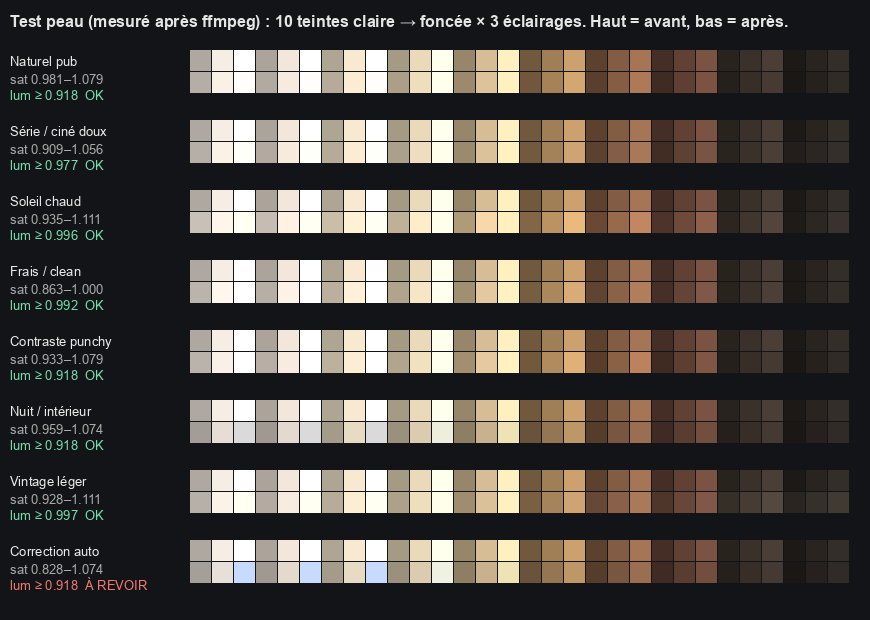 Test peau (mesuré après ffmpeg) : 10 teintes claire → foncée × 3 éclairages. Haut = avant, bas = après.
Naturel pub
sat 0.981–1.079
lum ≥ 0.918 OK
Série / ciné doux
sat 0.909–1.056
lum ≥ 0.977 OK
Soleil chaud
sat 0.935–1.111
lum ≥ 0.996 OK
Frais / clean
sat 0.863–1.000
lum ≥ 0.992 OK
Contraste punchy
sat 0.933–1.079
lum ≥ 0.918 OK
Nuit / intérieur
sat 0.959–1.074
lum ≥ 0.918 OK
Vintage léger
sat 0.928–1.111
lum ≥ 0.997 OK
Correction auto
sat 0.828–1.074
lum ≥ 0.918 À REVOIR